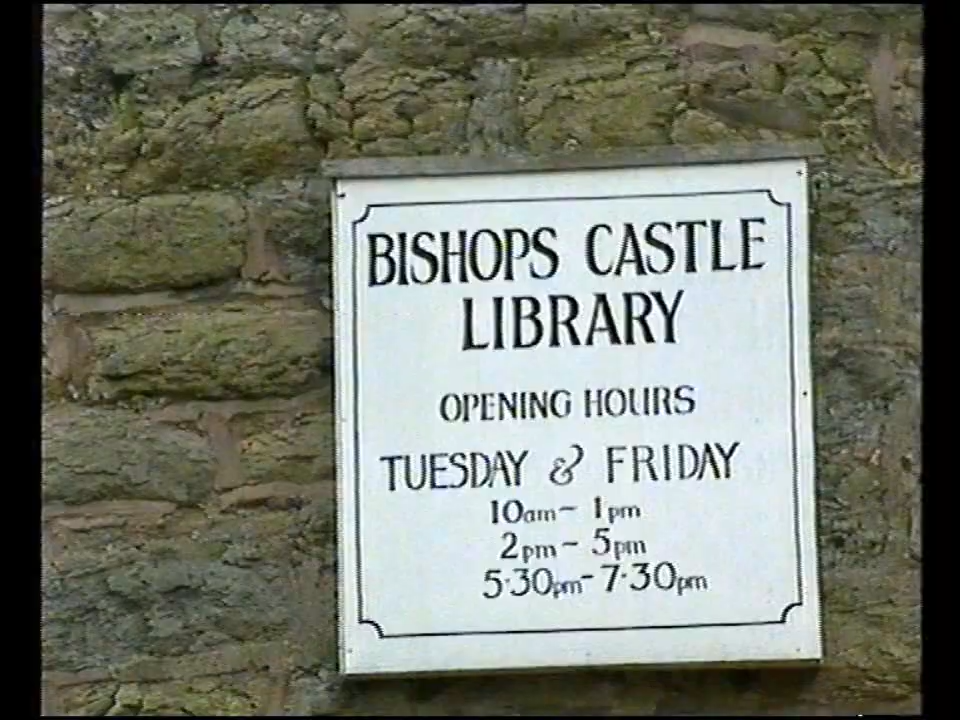 BISHOPS CASTLE
LIBRARY
OPENING HOURS
TUESDAY & FRIDAY
10am - 1pm
2pm - 5pm
5·30pm - 7·30pm